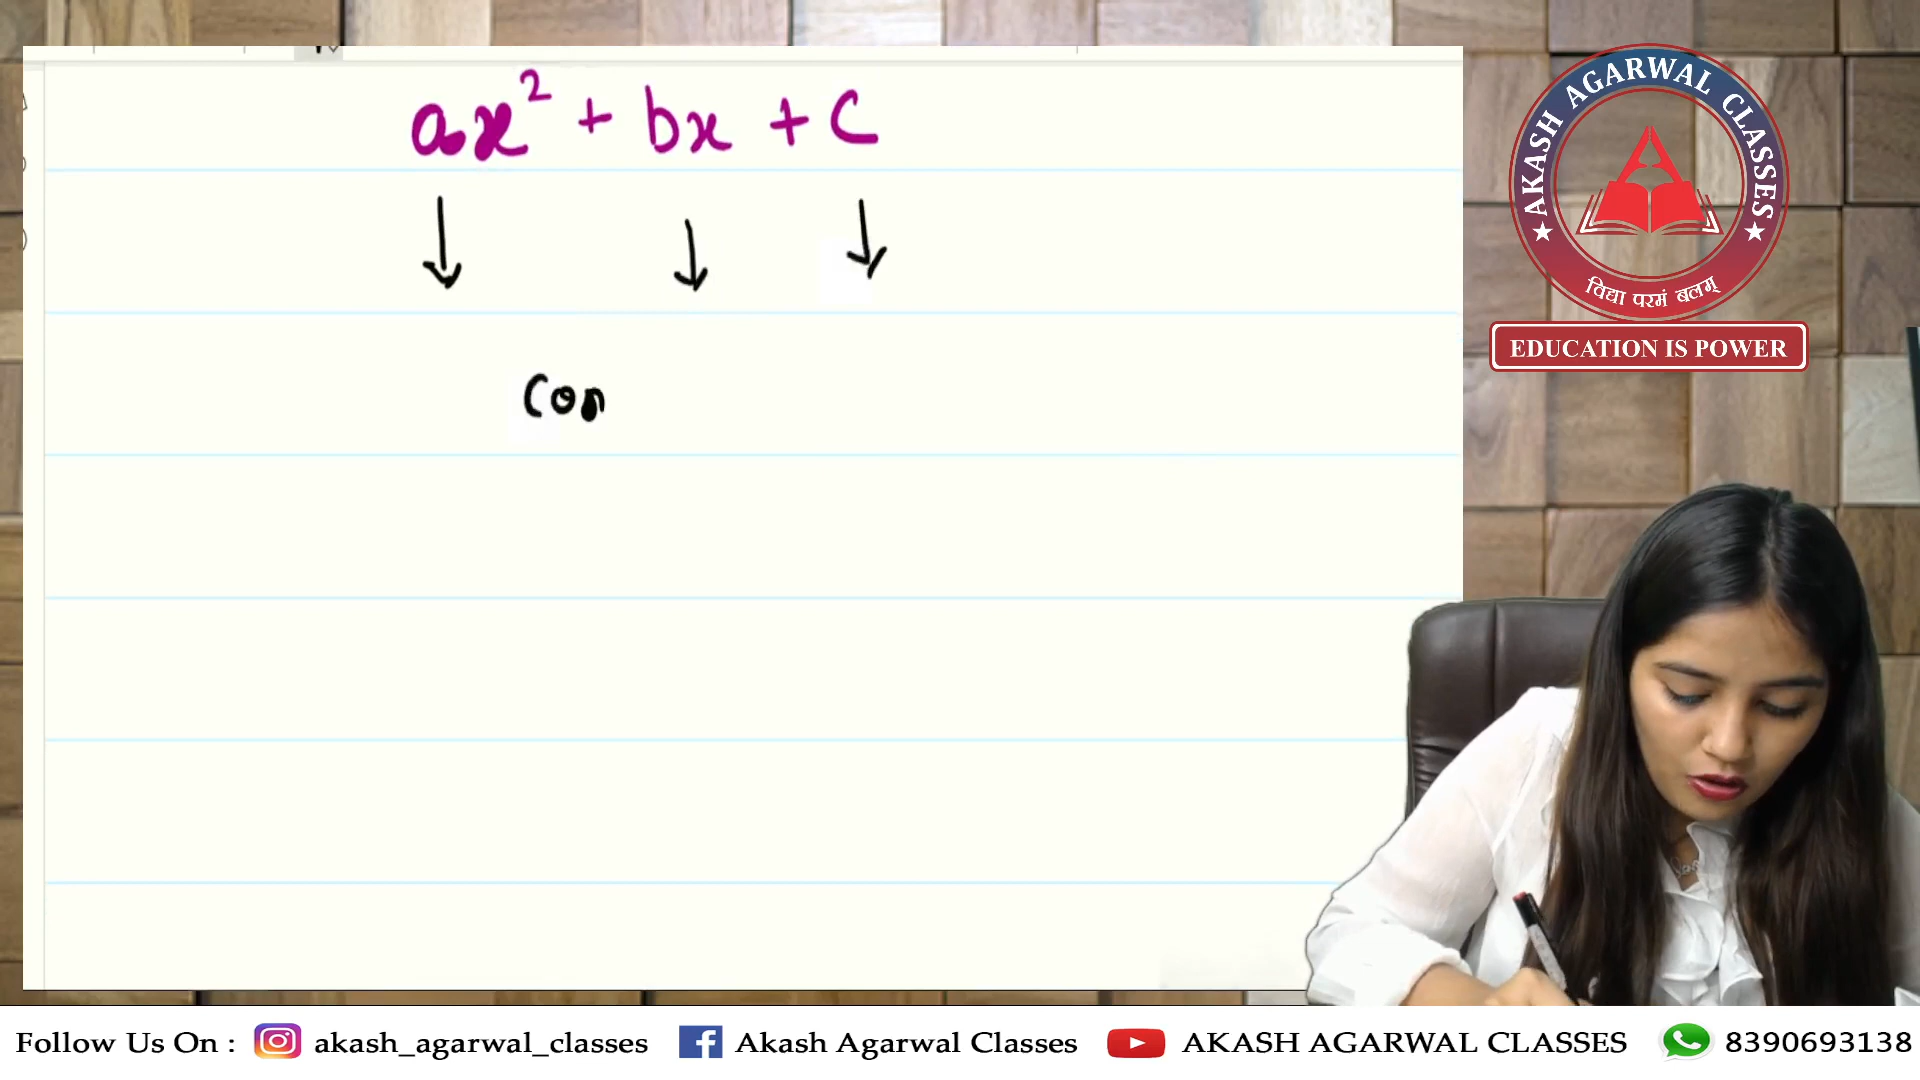 ax² + bx + c
↓ ↓ ↓
con
AKASH AGARWAL CLASSES
विद्या परमं बलम्
EDUCATION IS POWER
Follow Us On : akash_agarwal_classes Akash Agarwal Classes AKASH AGARWAL CLASSES 8390693138